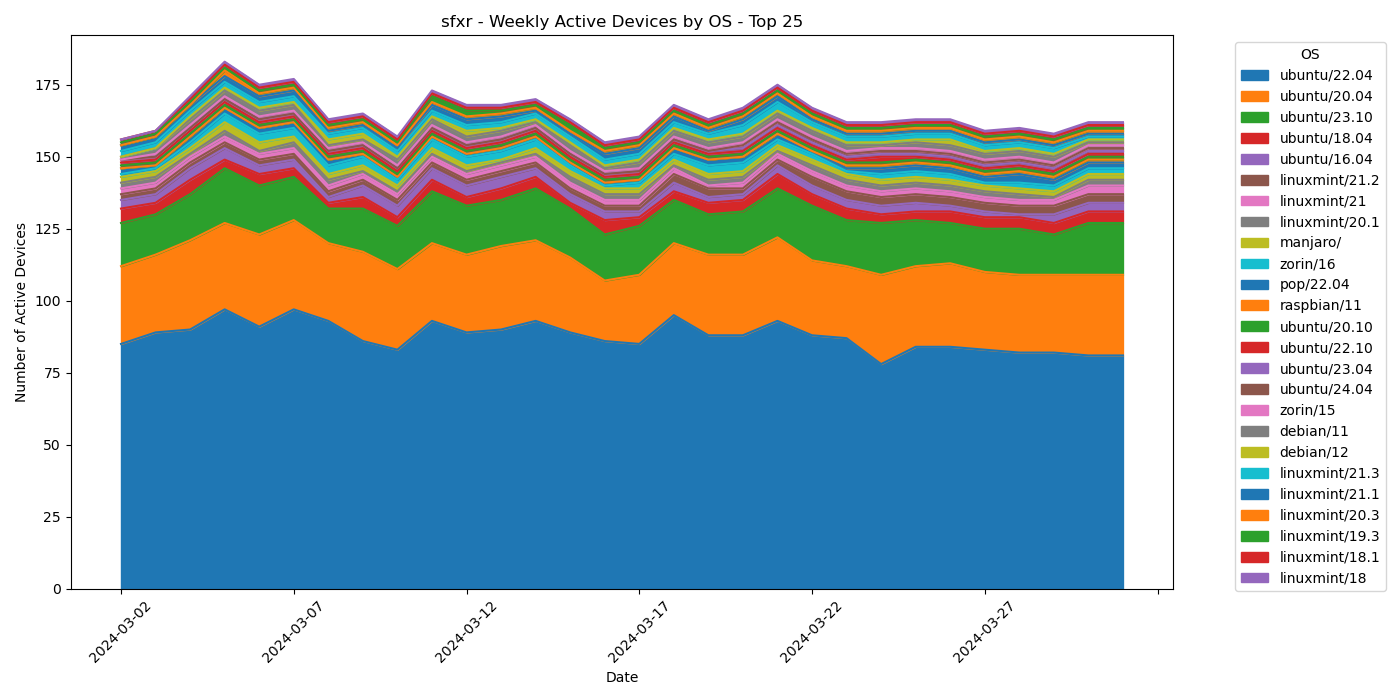 sfxr - Weekly Active Devices by OS - Top 25
Number of Active Devices
175
150
125
100
75
50
25
0
2024-03-02
2024-03-07
2024-03-12
2024-03-17
2024-03-22
2024-03-27
Date
OS
ubuntu/22.04
ubuntu/20.04
ubuntu/23.10
ubuntu/18.04
ubuntu/16.04
linuxmint/21.2
linuxmint/21
linuxmint/20.1
manjaro/
zorin/16
pop/22.04
raspbian/11
ubuntu/20.10
ubuntu/22.10
ubuntu/23.04
ubuntu/24.04
zorin/15
debian/11
debian/12
linuxmint/21.3
linuxmint/21.1
linuxmint/20.3
linuxmint/19.3
linuxmint/18.1
linuxmint/18